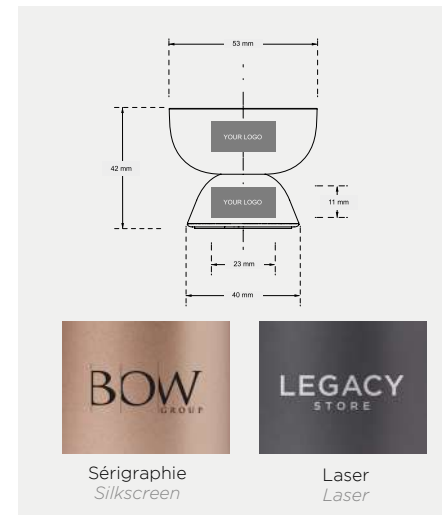 53 mm
YOUR LOGO
42 mm
YOUR LOGO
11 mm
23 mm
40 mm
BOW
GROUP
LEGACY
STORE
Sérigraphie
Silkscreen
Laser
Laser